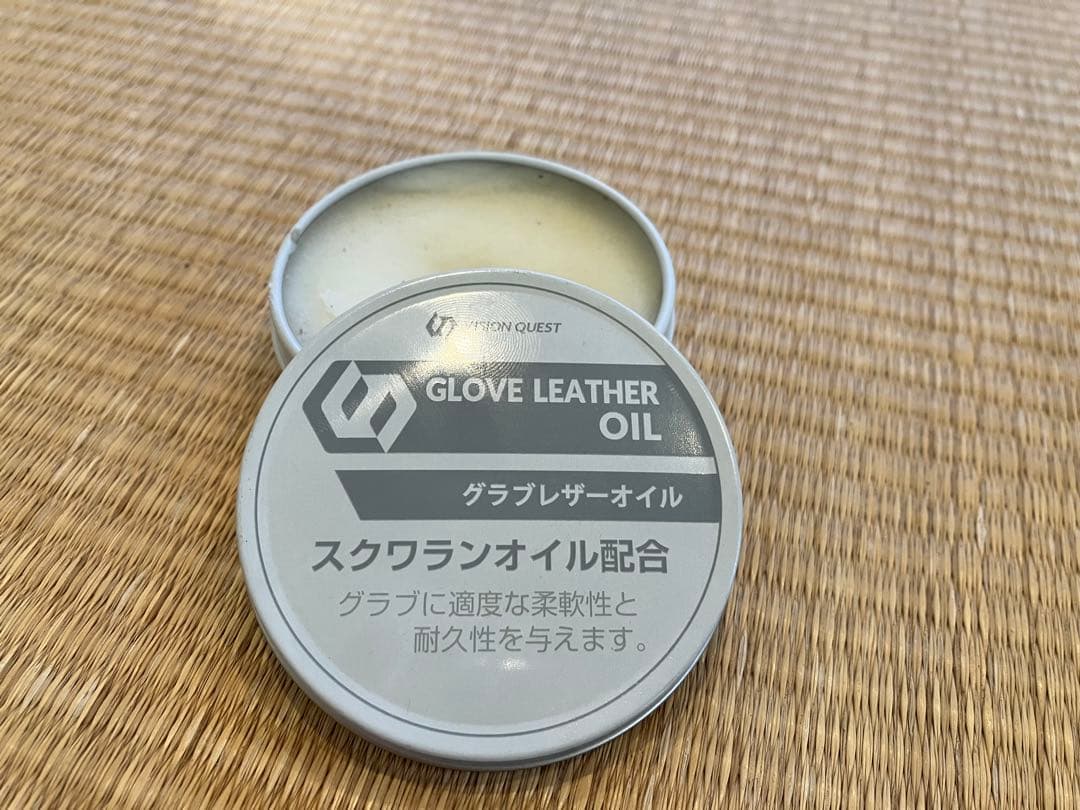 VISION QUEST
GLOVE LEATHER
OIL
グラブレザーオイル
スクワランオイル配合
グラブに適度な柔軟性と
耐久性を与えます。